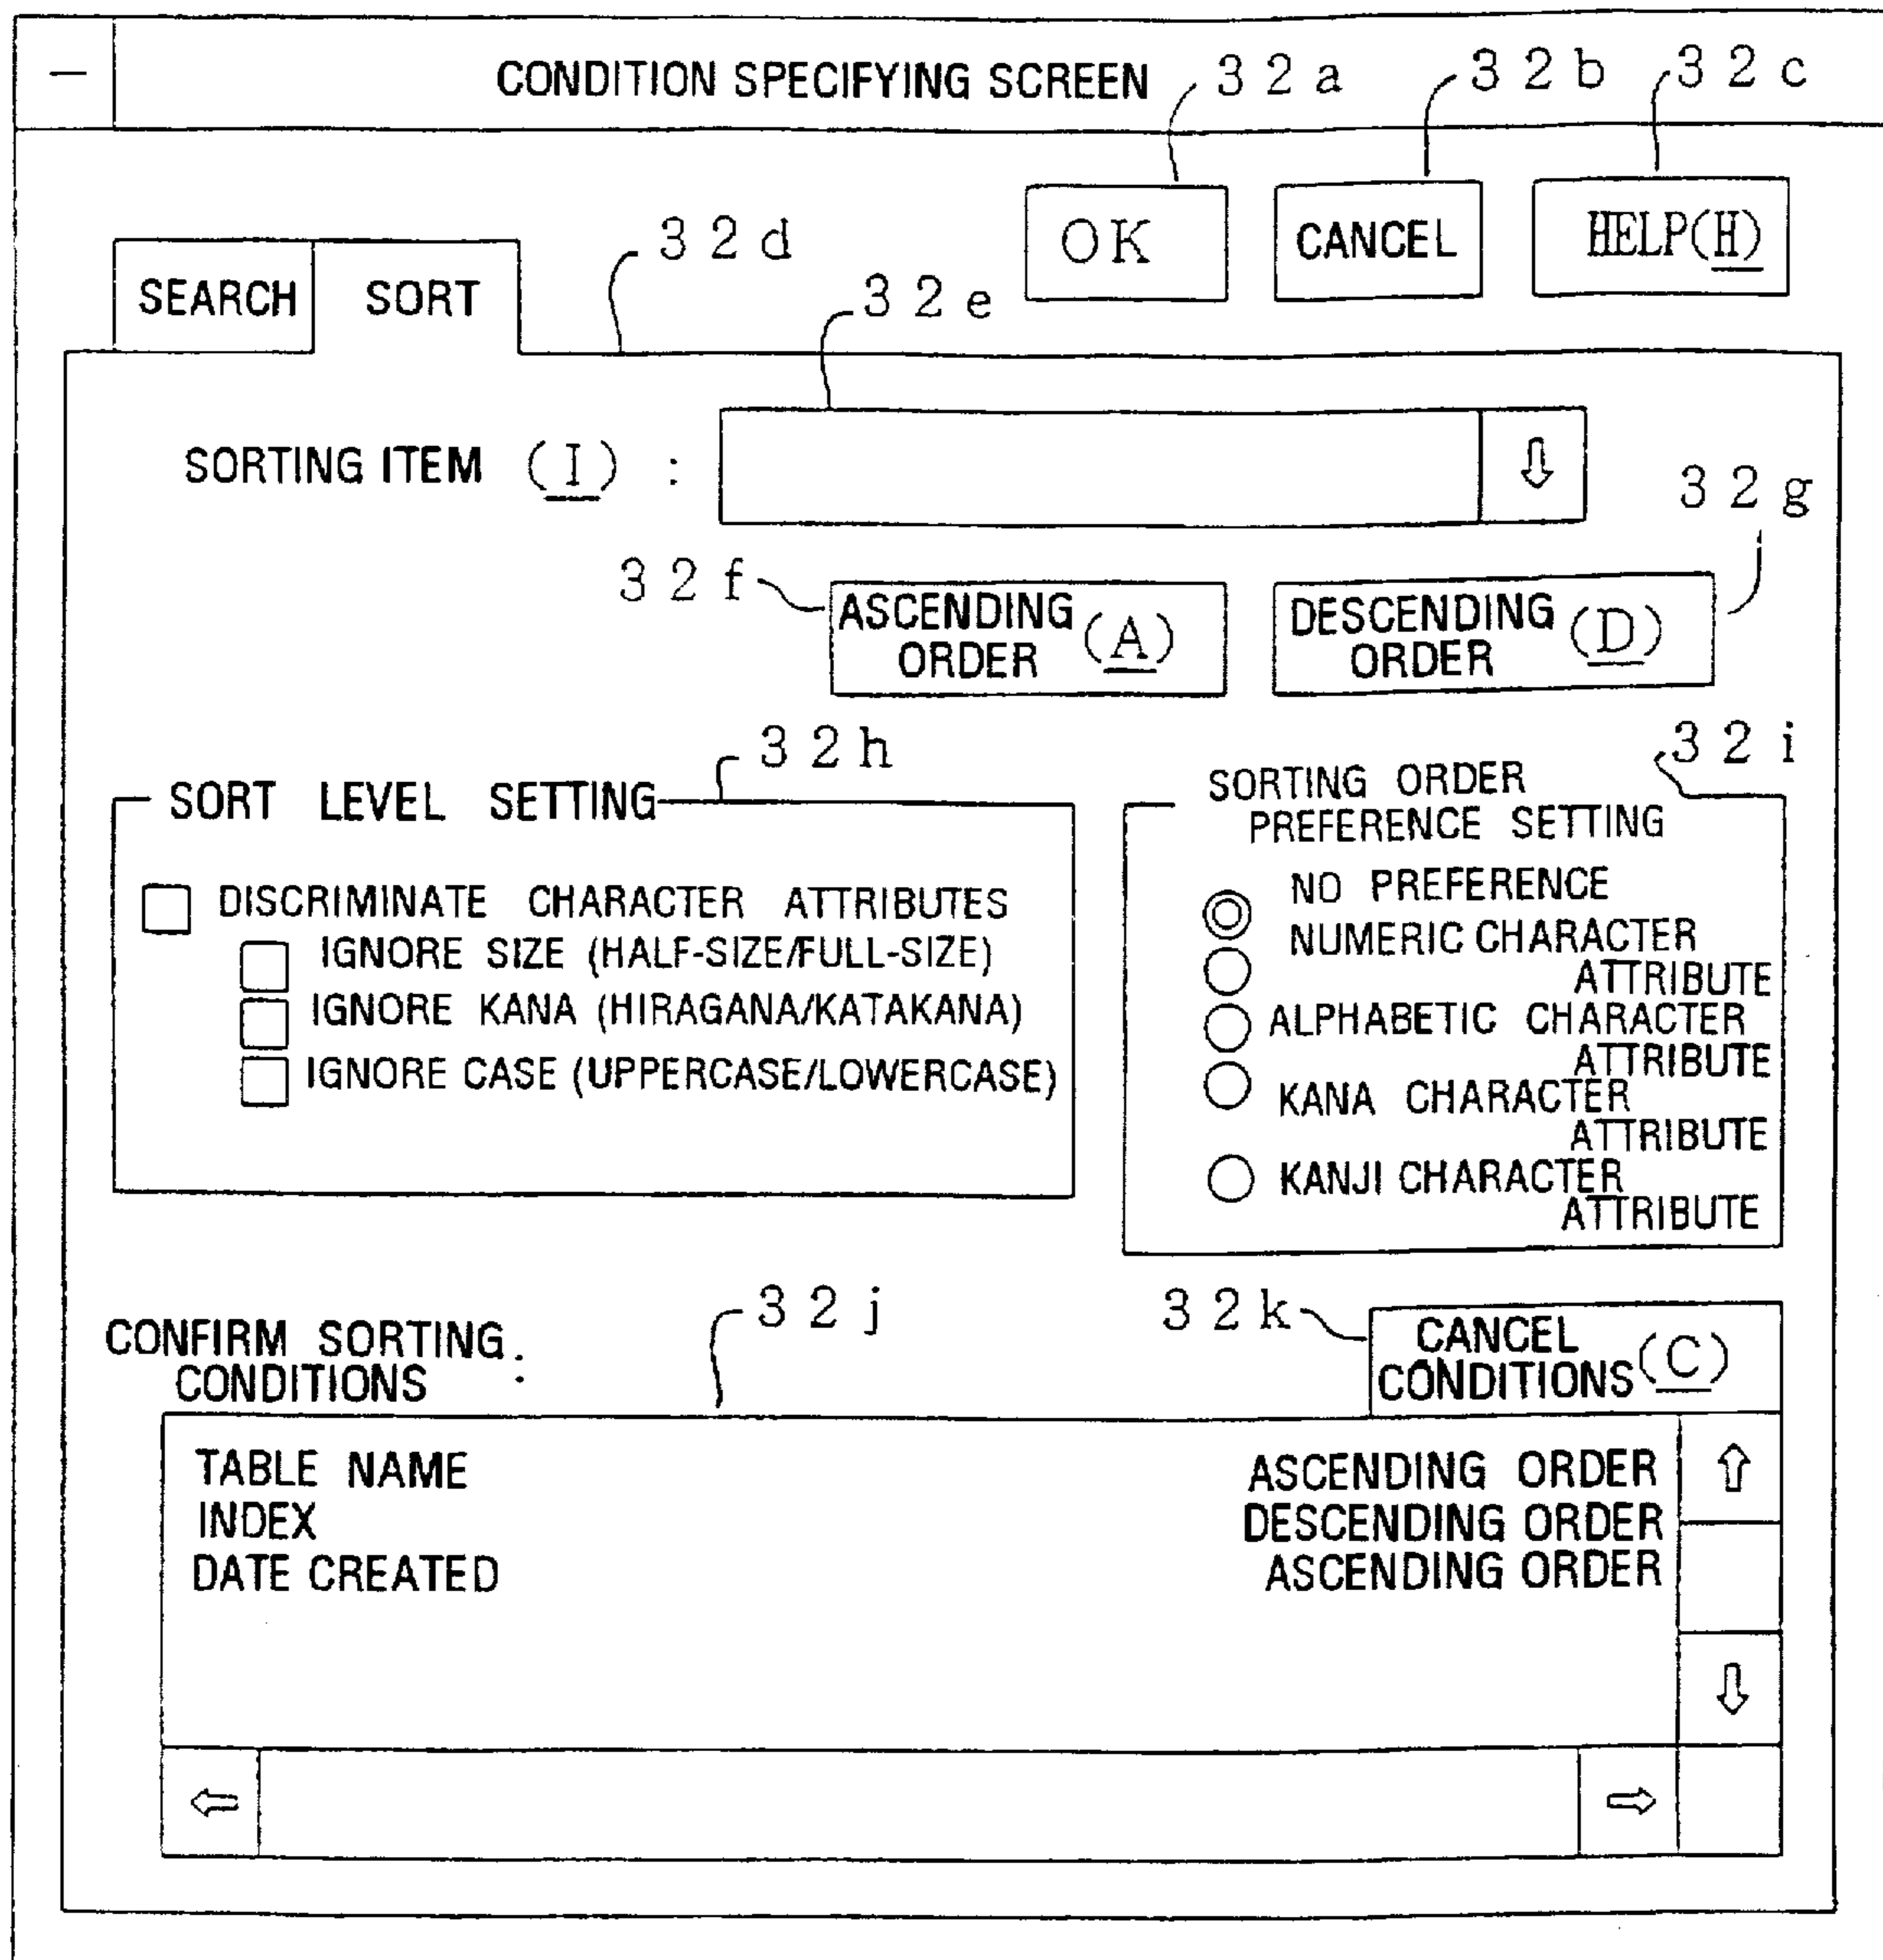 —
CONDITION SPECIFYING SCREEN
32a
32b
32c
OK
CANCEL
HELP(H)
SEARCH
SORT
32d
32e
SORTING ITEM (I) :
⇩
32g
32f
ASCENDING
ORDER (A)
DESCENDING
ORDER (D)
32h
32i
SORT LEVEL SETTING
DISCRIMINATE CHARACTER ATTRIBUTES
IGNORE SIZE (HALF-SIZE/FULL-SIZE)
IGNORE KANA (HIRAGANA/KATAKANA)
IGNORE CASE (UPPERCASE/LOWERCASE)
SORTING ORDER
PREFERENCE SETTING
NO PREFERENCE
NUMERIC CHARACTER
ATTRIBUTE
ALPHABETIC CHARACTER
ATTRIBUTE
KANA CHARACTER
ATTRIBUTE
KANJI CHARACTER
ATTRIBUTE
32j
32k
CONFIRM SORTING
CONDITIONS :
CANCEL
CONDITIONS (C)
TABLE NAME ASCENDING ORDER
INDEX DESCENDING ORDER
DATE CREATED ASCENDING ORDER